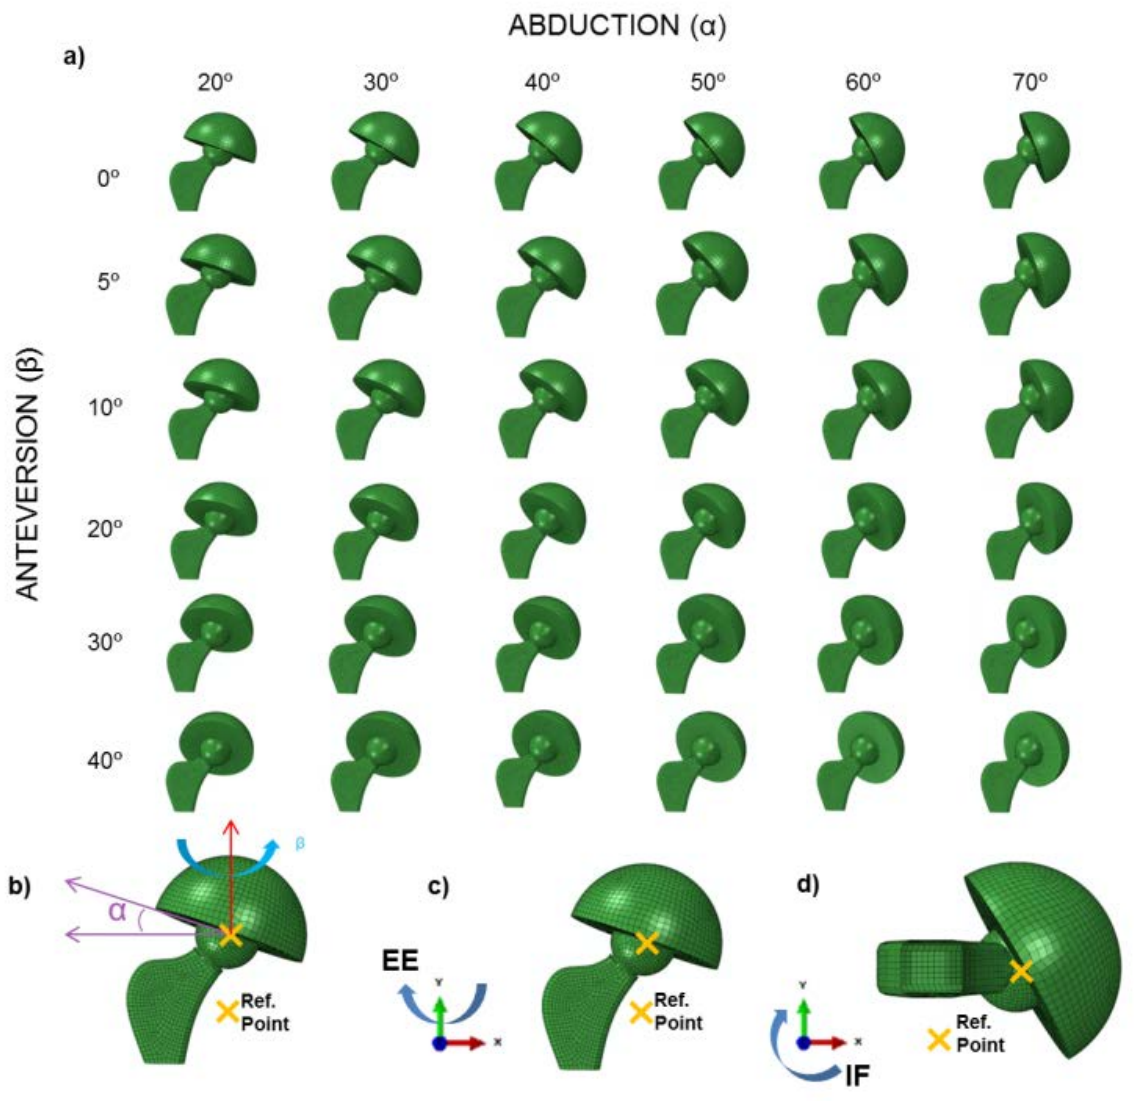 ABDUCTION (α)
a)
20º 30º 40º 50º 60º 70º
0º
5º
10º
20º
30º
40º
ANTEVERSION (β)
b)
β
α
Ref.
Point
c)
EE
Y
X
Ref.
Point
d)
Y
X
IF
Ref.
Point